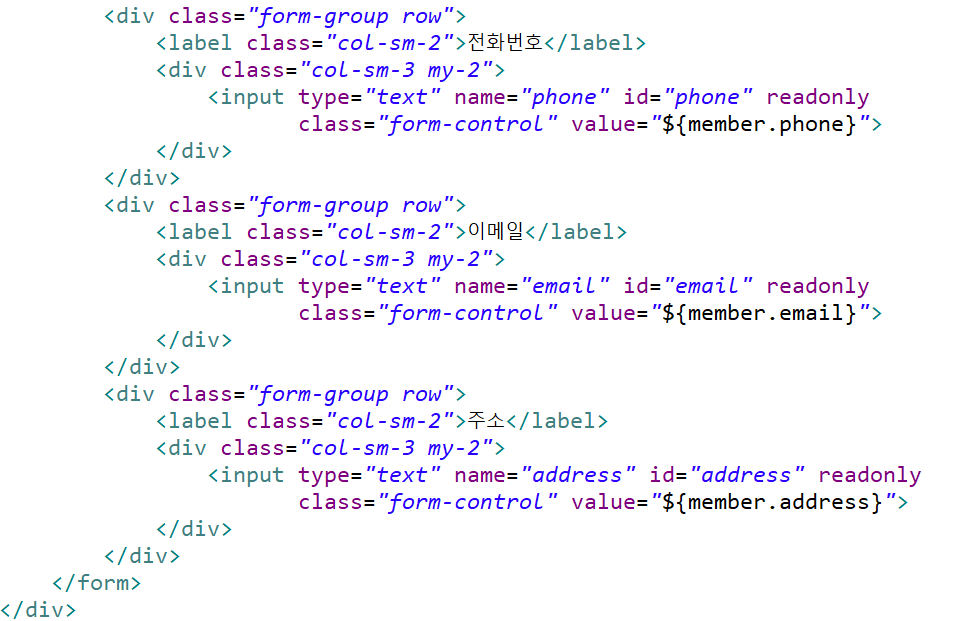 <div class="form-group row">
<label class="col-sm-2">전화번호</label>
<div class="col-sm-3 my-2">
<input type="text" name="phone" id="phone" readonly
class="form-control" value="${member.phone}">
</div>
</div>
<div class="form-group row">
<label class="col-sm-2">이메일</label>
<div class="col-sm-3 my-2">
<input type="text" name="email" id="email" readonly
class="form-control" value="${member.email}">
</div>
</div>
<div class="form-group row">
<label class="col-sm-2">주소</label>
<div class="col-sm-3 my-2">
<input type="text" name="address" id="address" readonly
class="form-control" value="${member.address}">
</div>
</div>
</form>
</div>